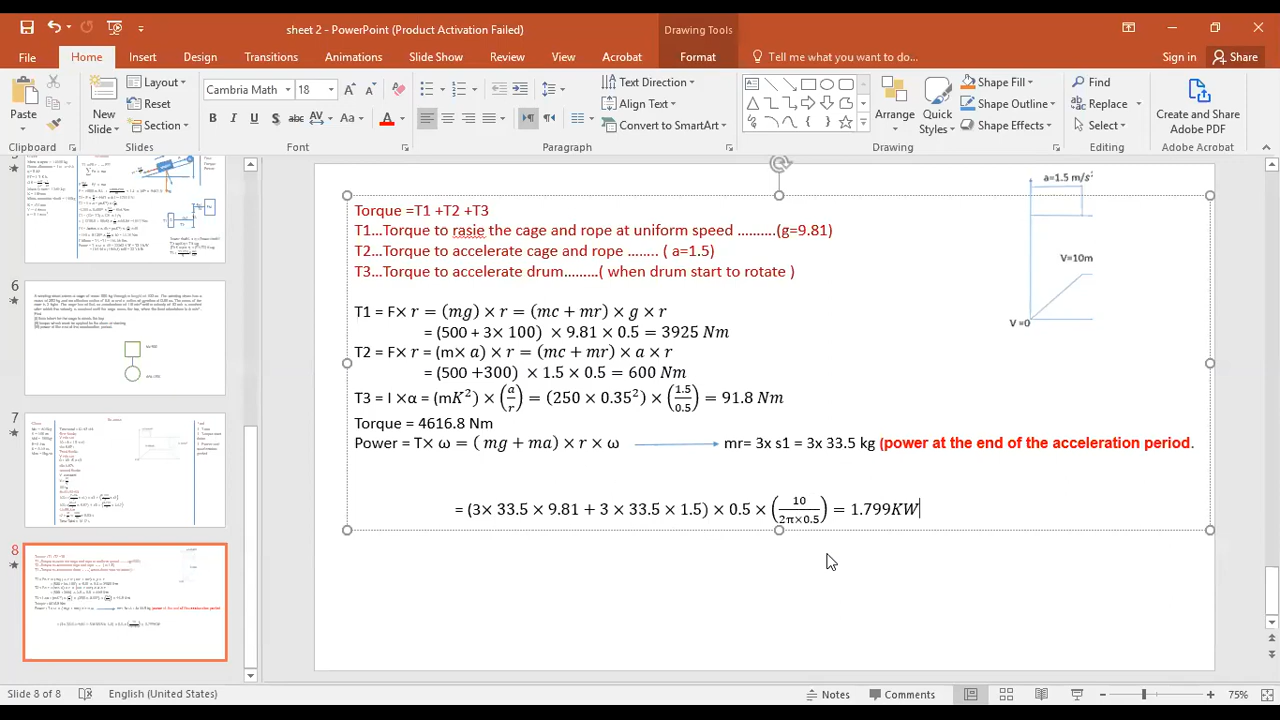 sheet 2 - PowerPoint (Product Activation Failed)
Drawing Tools
File
Home
Insert
Design
Transitions
Animations
Slide Show
Review
View
Acrobat
Format
Tell me what you want to do...
Sign in
Share
Paste
New Slide
Layout
Reset
Section
Cambria Math
18
Text Direction
Align Text
Convert to SmartArt
Arrange
Quick Styles
Shape Fill
Shape Outline
Shape Effects
Find
Replace
Select
Create and Share Adobe PDF
Clipboard
Slides
Font
Paragraph
Drawing
Editing
Adobe Acrobat
6
7
8
a=1.5 m/s²
Torque =T1 +T2 +T3
T1...Torque to rasie the cage and rope at uniform speed ..........(g=9.81)
T2...Torque to accelerate cage and rope ........ ( a=1.5)
T3...Torque to accelerate drum.........( when drum start to rotate )
V=10m
V =0
T1 = F× r = (mg) × r = (mc + mr) × g × r
= (500 + 3× 100) × 9.81 × 0.5 = 3925 Nm
T2 = F× r = (m× a) × r = (mc + mr) × a × r
= (500 +300) × 1.5 × 0.5 = 600 Nm
T3 = I ×α = (mK²) × (a/r) = (250 × 0.35²) × (1.5/0.5) = 91.8 Nm
Torque = 4616.8 Nm
Power = T× ω = ( mg + ma) × r × ω mr= 3x s1 = 3x 33.5 kg (power at the end of the acceleration period.
= (3× 33.5 × 9.81 + 3 × 33.5 × 1.5) × 0.5 × (10/2π×0.5) = 1.799KW
Slide 8 of 8
English (United States)
Notes
Comments
75%